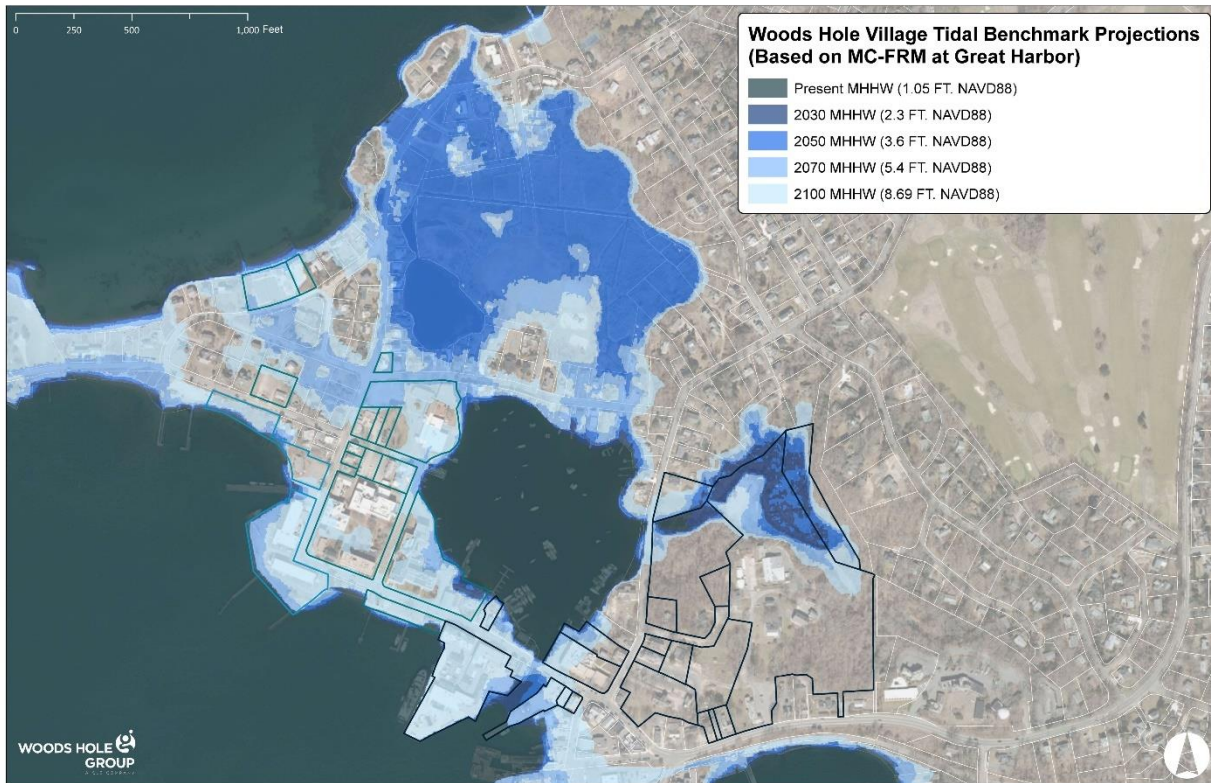 0 250 500 1,000 Feet
Woods Hole Village Tidal Benchmark Projections
(Based on MC-FRM at Great Harbor)
Present MHHW (1.05 FT. NAVD88)
2030 MHHW (2.3 FT. NAVD88)
2050 MHHW (3.6 FT. NAVD88)
2070 MHHW (5.4 FT. NAVD88)
2100 MHHW (8.69 FT. NAVD88)
WOODS HOLE
GROUP